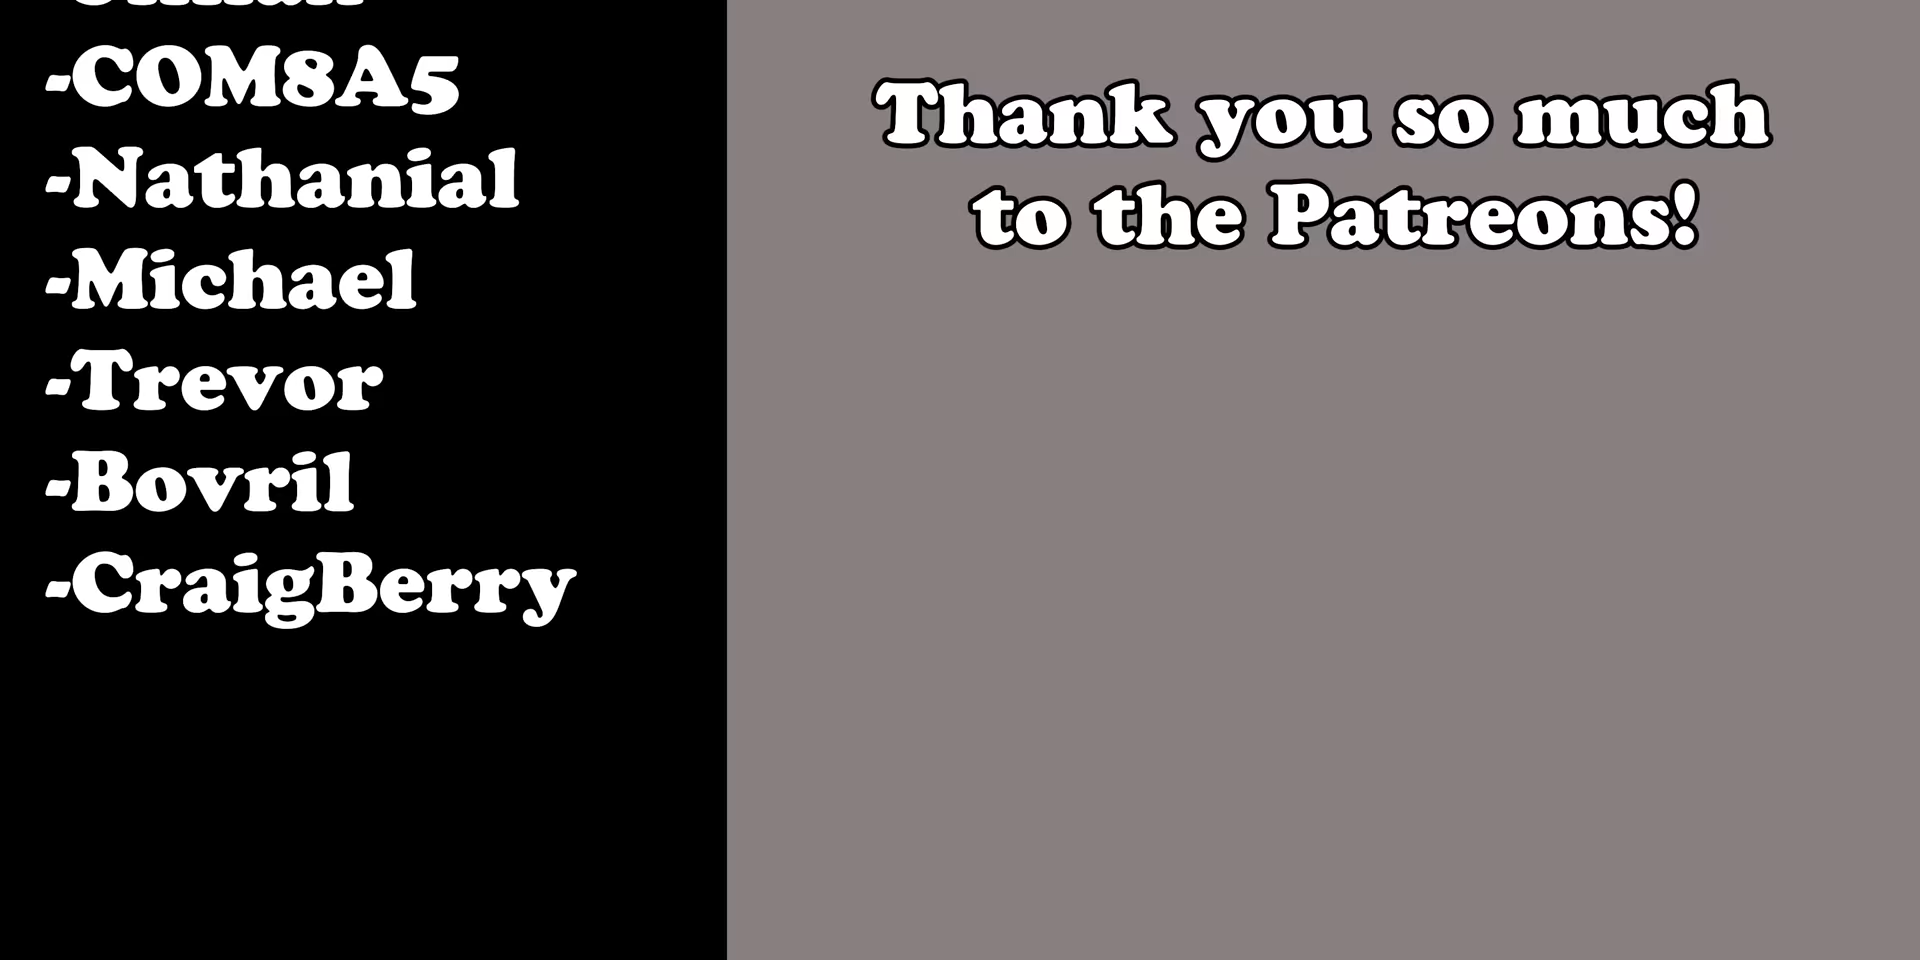 -COM8A5
-Nathanial
-Michael
-Trevor
-Bovril
-CraigBerry
Thank you so much
to the Patreons!